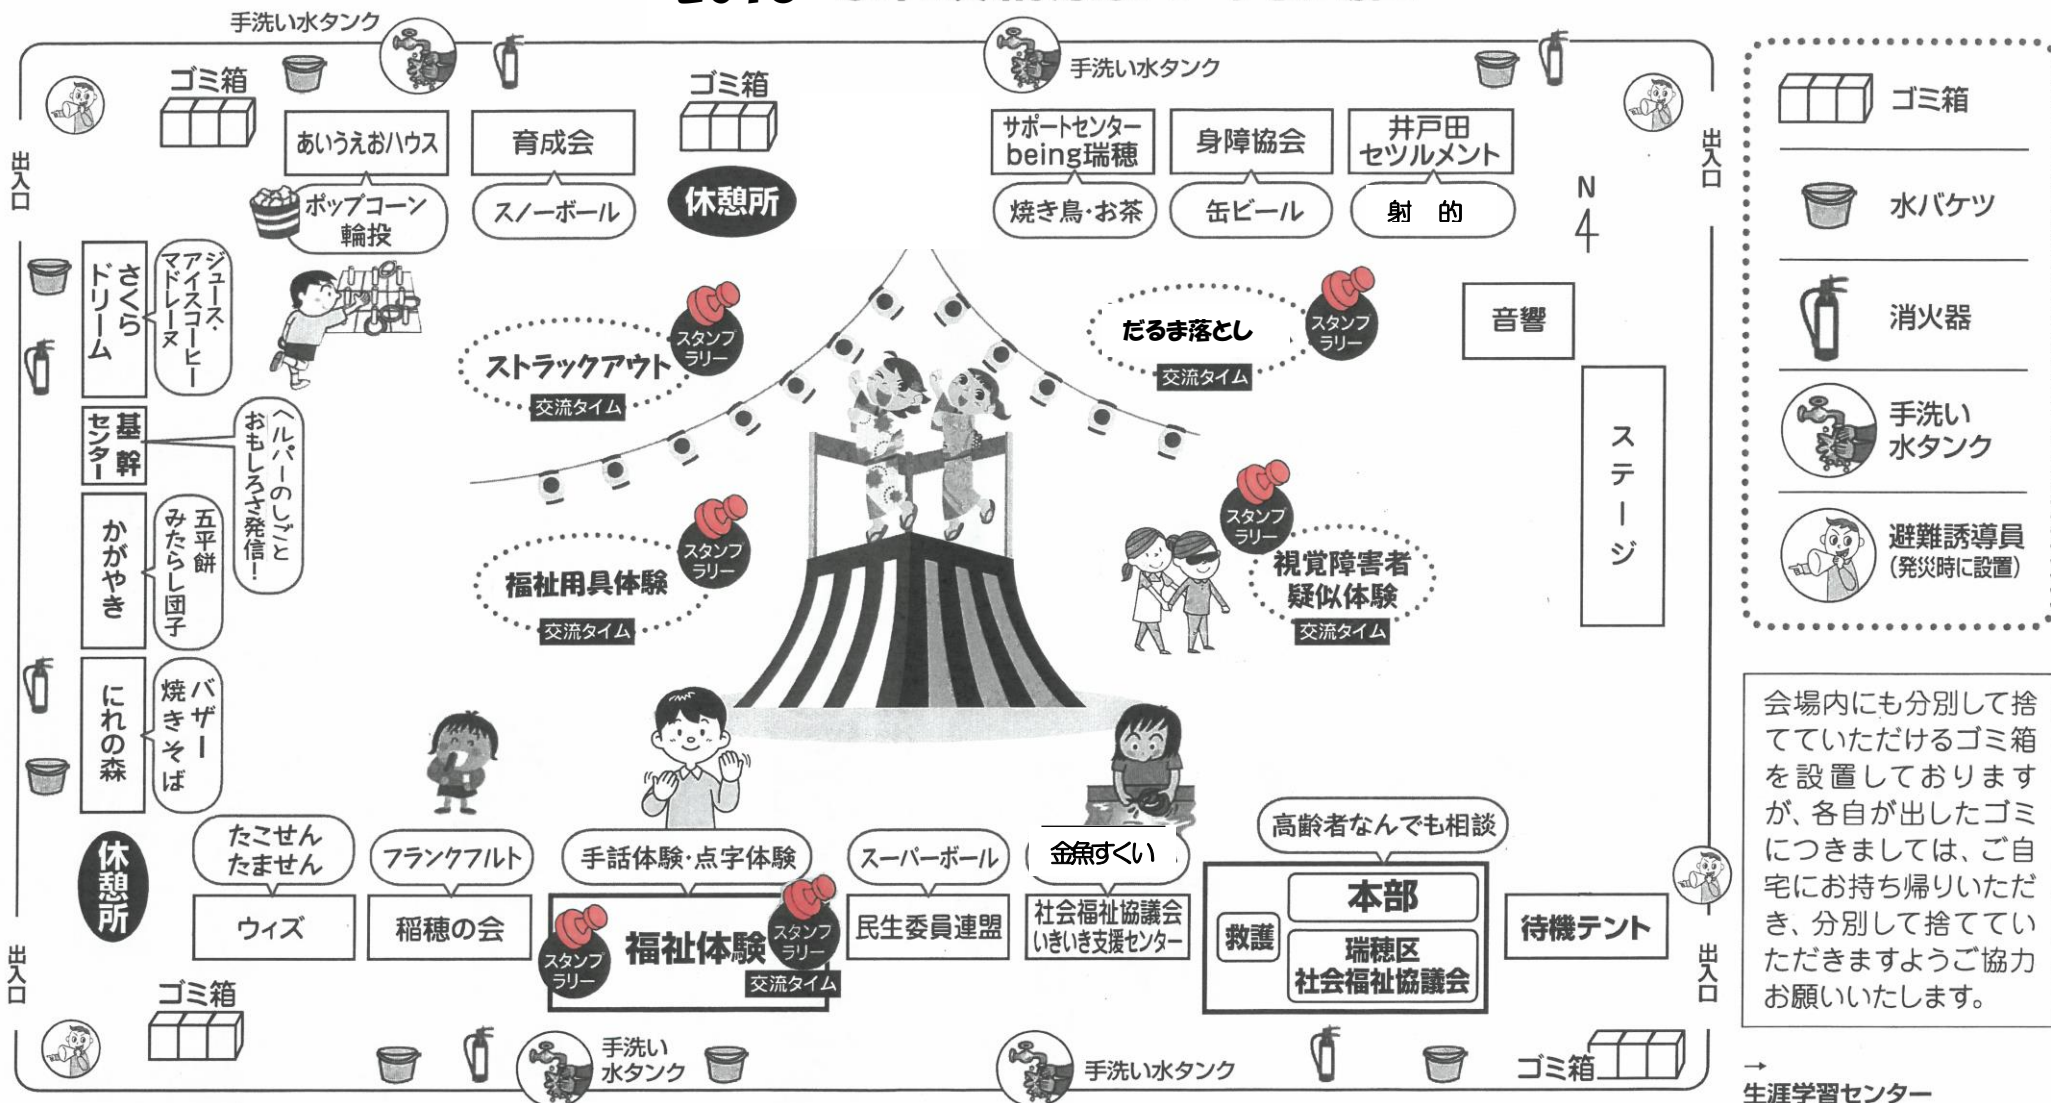 手洗い水タンク
手洗い水タンク
ゴミ箱
ゴミ箱
出入口
出入口
あいうえおハウス
育成会
サポートセンター
being瑞穂
身障協会
井戸田
セツルメント
ポップコーン
輪投
スノーボール
休憩所
焼き鳥・お茶
缶ビール
射 的
N
さくら
ドリーム
ジュース・
アイスコーヒー
マドレーヌ
スタンプ
ラリー
ストラックアウト
交流タイム
だるま落とし
スタンプ
ラリー
交流タイム
音響
ステージ
基幹
センター
ヘルパーのしごと
おもしろさ発信!
かがやき
五平餅
みたらし団子
スタンプ
ラリー
福祉用具体験
交流タイム
スタンプ
ラリー
視覚障害者
疑似体験
交流タイム
にれの森
バザー
焼きそば
休憩所
たこせん
たません
フランクフルト
手話体験・点字体験
スーパーボール
金魚すくい
高齢者なんでも相談
ウィズ
稲穂の会
スタンプ
ラリー
福祉体験
スタンプ
ラリー
交流タイム
民生委員連盟
社会福祉協議会
いきいき支援センター
救護
本部
瑞穂区
社会福祉協議会
待機テント
出入口
出入口
ゴミ箱
手洗い
水タンク
手洗い水タンク
ゴミ箱
ゴミ箱
水バケツ
消火器
手洗い
水タンク
避難誘導員
(発災時に設置)
会場内にも分別して捨
てていただけるゴミ箱
を設置しております
が、各自が出したゴミ
につきましては、ご自
宅にお持ち帰りいただ
き、分別して捨ててい
ただきますようご協力
お願いいたします。
→
生涯学習センター